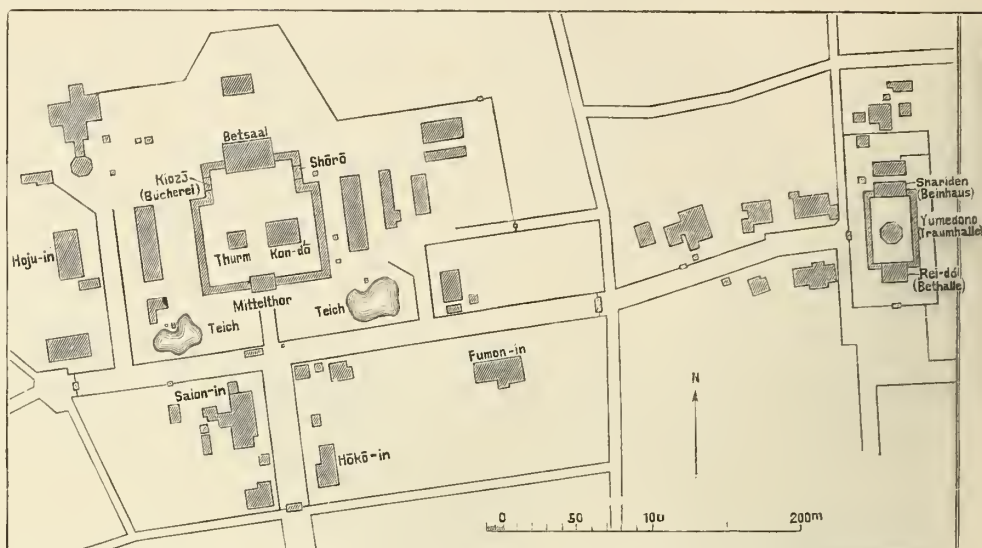 Betsaal
Shōrō
Kiozō
(Bücherei)
Thurm
Kon-dō
Mittelthor
Hoju-in
Teich
Teich
Saion-in
Hōkō-in
Fumon-in
Shariden
(Beinhaus)
Yumedono
(Traumhalle)
Rei-dō
(Bethalle)
N
0 50 100 200m